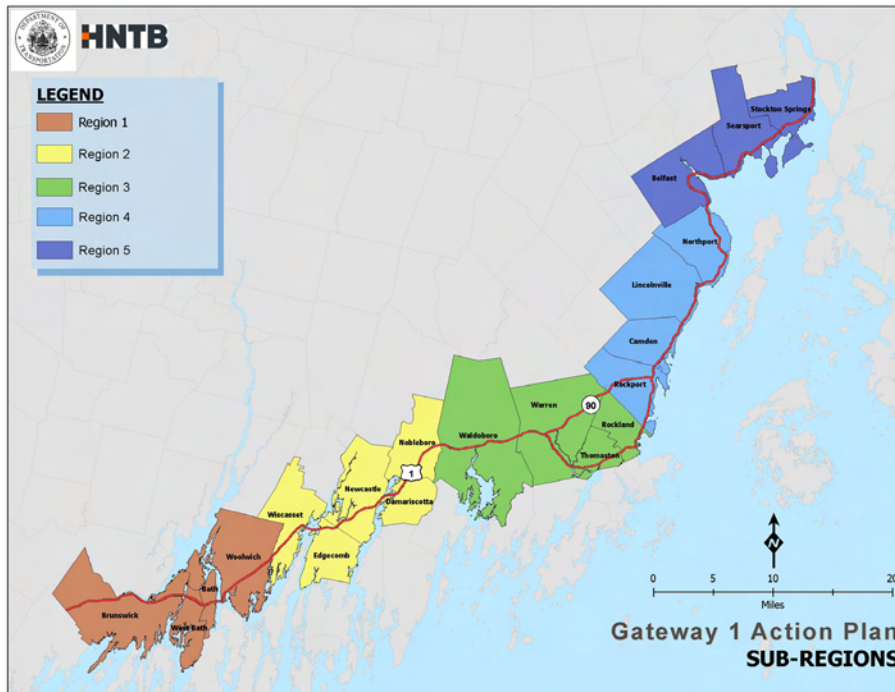 DEPARTMENT OF TRANSPORTATION
HNTB
LEGEND
Region 1
Region 2
Region 3
Region 4
Region 5
Stockton Springs
Searsport
Belfast
Northport
Lincolnville
Camden
Rockport
Warren
90
Rockland
Waldoboro
Thomaston
Nobleboro
1
Newcastle
Damariscotta
Wiscasset
Edgecomb
Woolwich
Bath
Brunswick
West Bath
N
0 5 10 20
Miles
Gateway 1 Action Plan
SUB-REGIONS